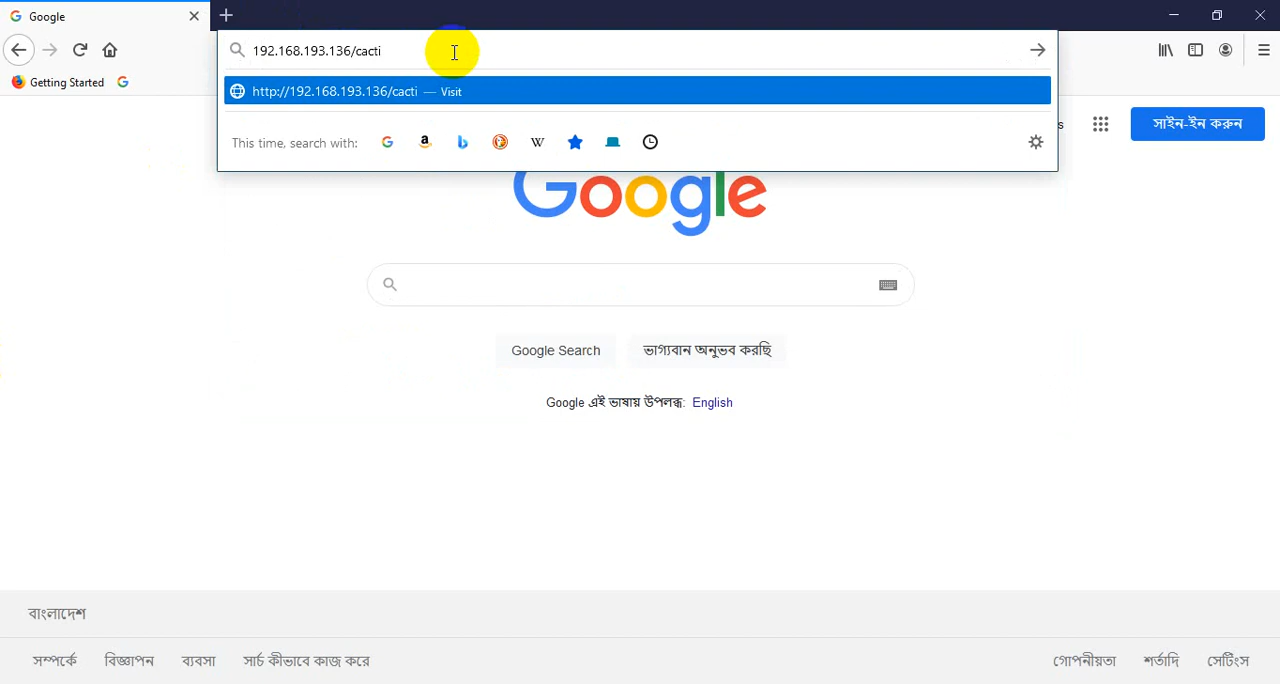 Google
192.168.193.136/cacti
http://192.168.193.136/cacti — Visit
Getting Started
This time, search with:
s
সাইন-ইন করুন
Google
Google Search
ভাগ্যবান অনুভব করছি
Google এই ভাষায় উপলব্ধ: English
বাংলাদেশ
সম্পর্কে বিজ্ঞাপন ব্যবসা সার্চ কীভাবে কাজ করে গোপনীয়তা শর্তাদি সেটিংস